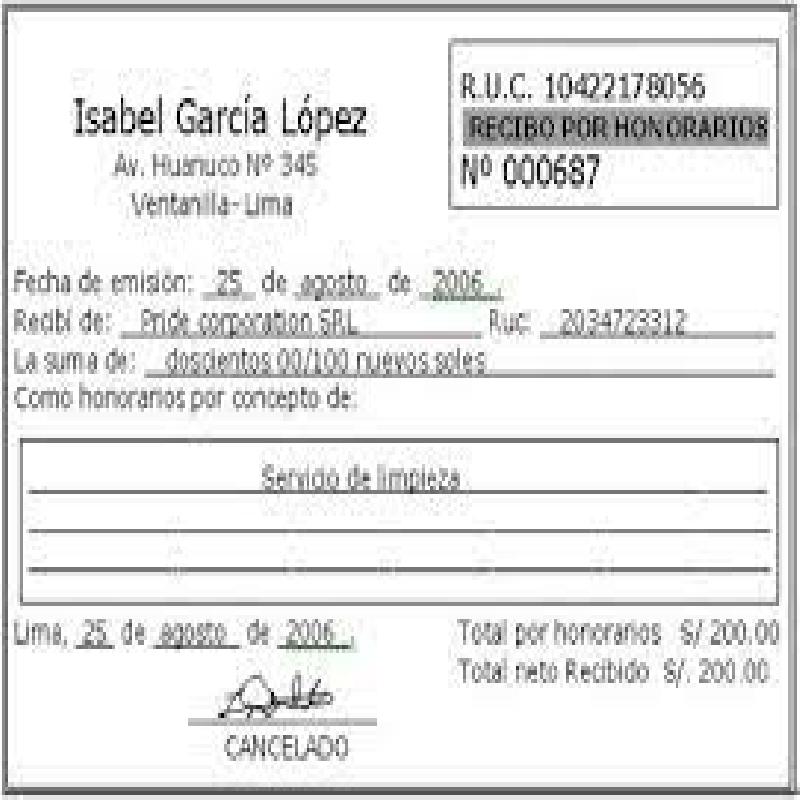 Isabel García López
Av. Huanuco Nº 345
Ventanilla-Lima
R.U.C. 10422178056
RECIBO POR HONORARIOS
Nº 000687
Fecha de emisión: 25 de agosto de 2006.
Recibí de: Pride corporation SRL Ruc: 2034723312
La suma de: doscientos 00/100 nuevos soles
Como honorarios por concepto de:
Servicio de limpieza
Lima, 25 de agosto de 2006.
Total por honorarios S/ 200.00
Total neto Recibido S/. 200.00
CANCELADO